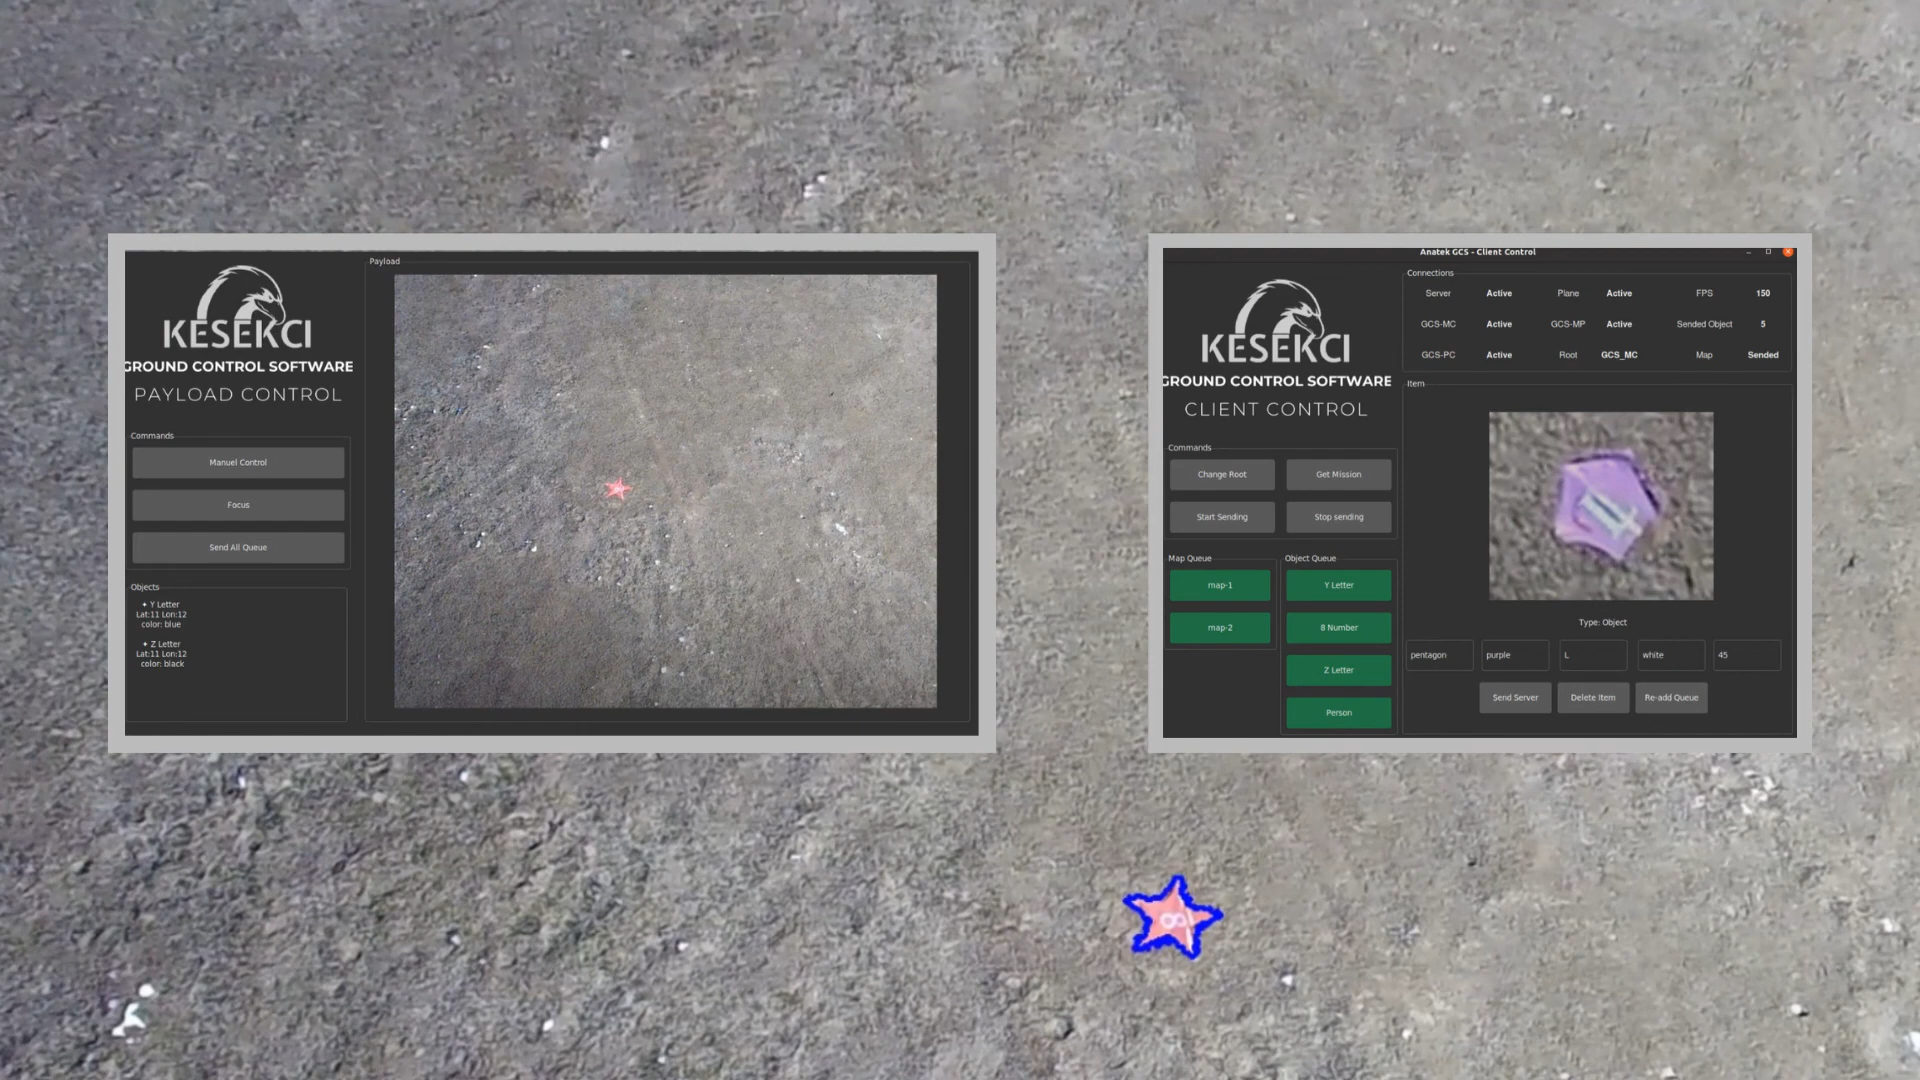 KESEKCI
GROUND CONTROL SOFTWARE
PAYLOAD CONTROL
Commands
Manuel Control
Focus
Send All Queue
Objects
✦ Y Letter
Lat:11 Lon:12
color: blue
✦ Z Letter
Lat:11 Lon:12
color: black
Payload
Anatek GCS - Client Control
KESEKCI
GROUND CONTROL SOFTWARE
CLIENT CONTROL
Commands
Change Root Get Mission
Start Sending Stop sending
Map Queue
map-1
map-2
Object Queue
Y Letter
8 Number
Z Letter
Person
Connections
Server Active Plane Active FPS 150
GCS-MC Active GCS-MP Active Sended Object 5
GCS-PC Active Root GCS_MC Map Sended
Item
Type: Object
pentagon purple L white 45
Send Server Delete Item Re-add Queue
8